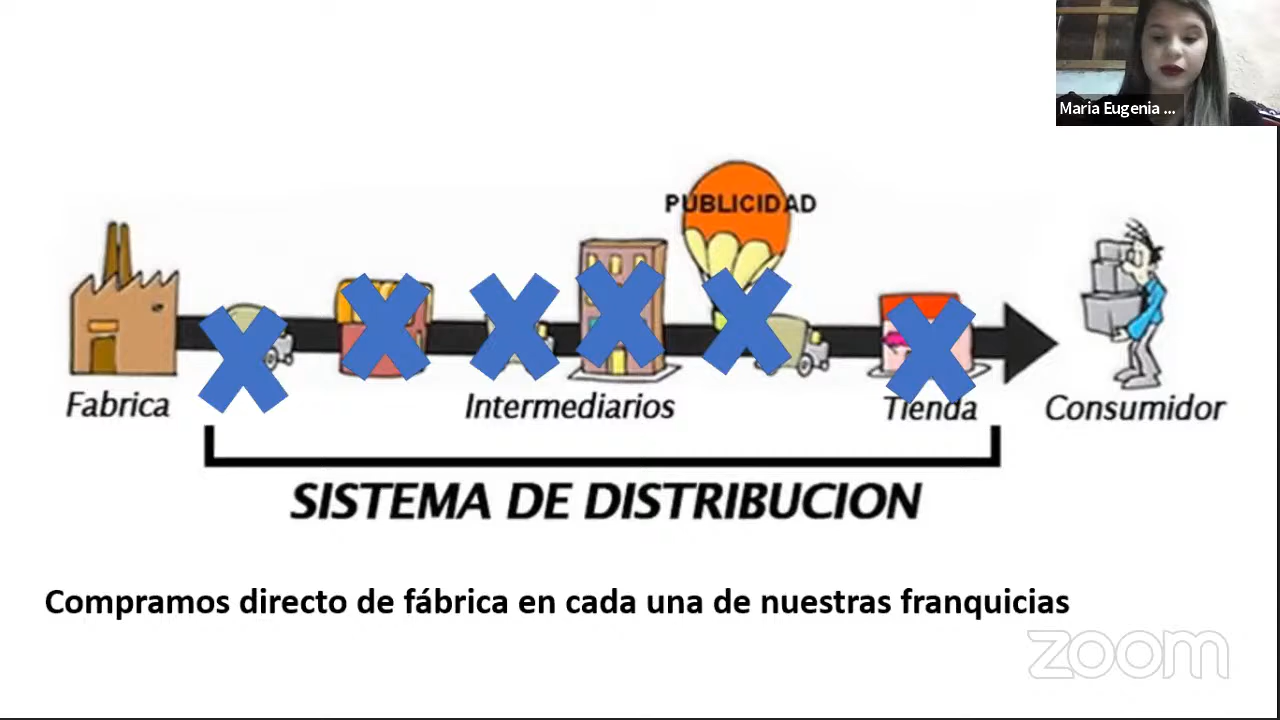 Maria Eugenia ...
PUBLICIDAD
Fabrica
Intermediarios
Tienda
Consumidor
SISTEMA DE DISTRIBUCION
Compramos directo de fábrica en cada una de nuestras franquicias
zoom